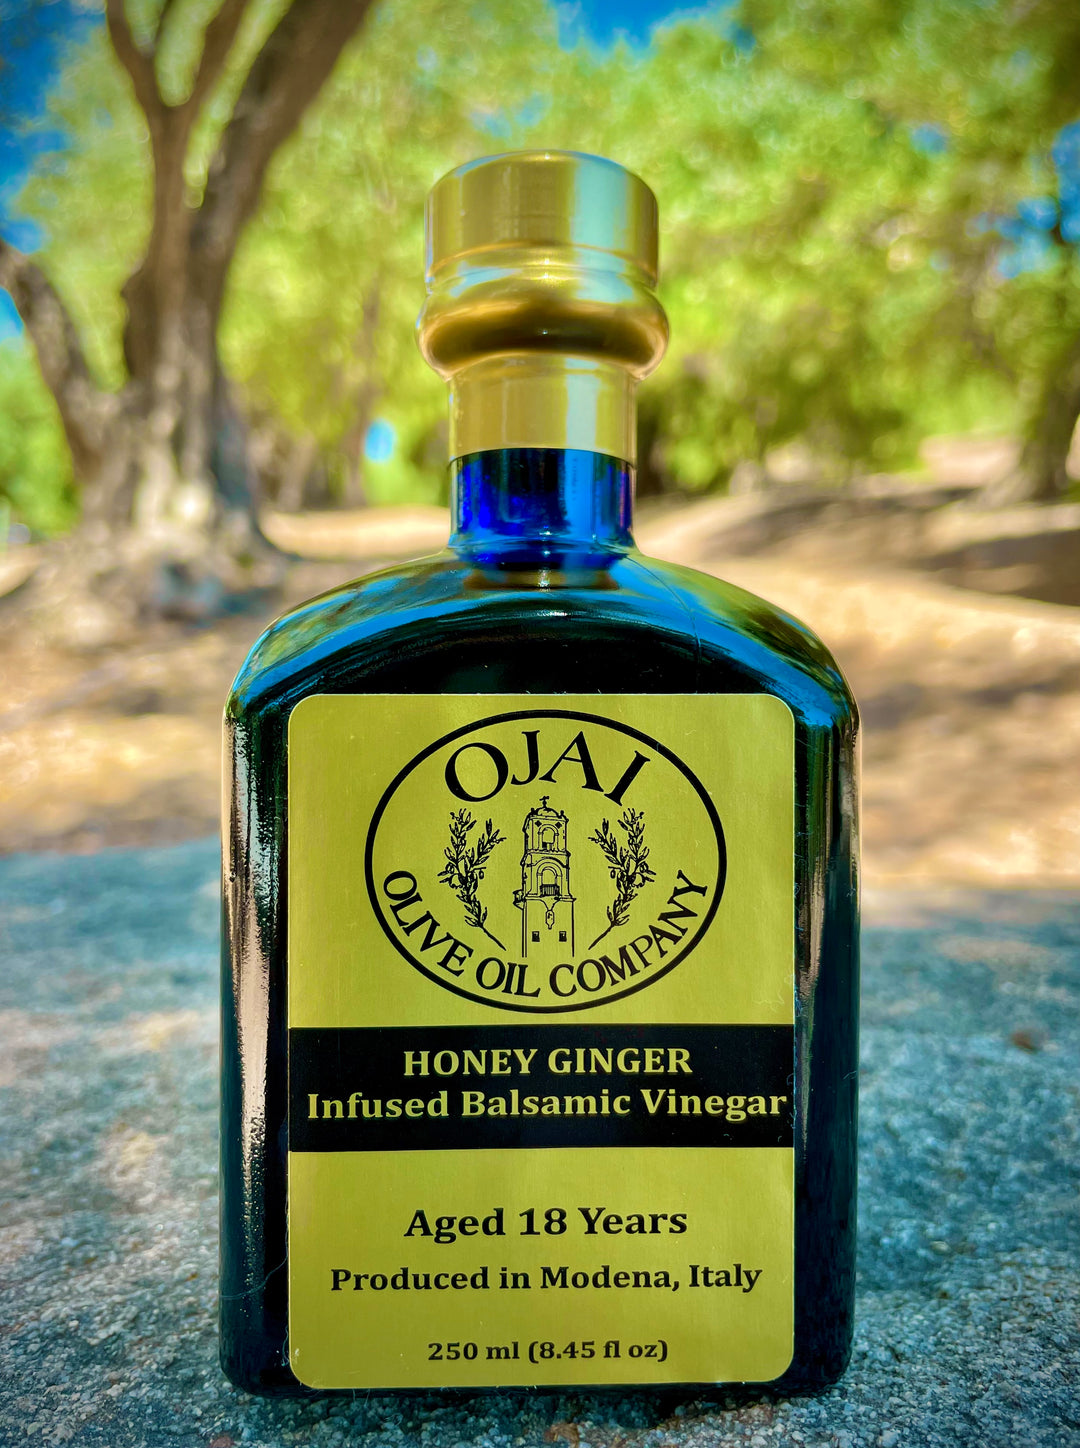 OJAI
OLIVE OIL COMPANY
HONEY GINGER
Infused Balsamic Vinegar
Aged 18 Years
Produced in Modena, Italy
250 ml (8.45 fl oz)